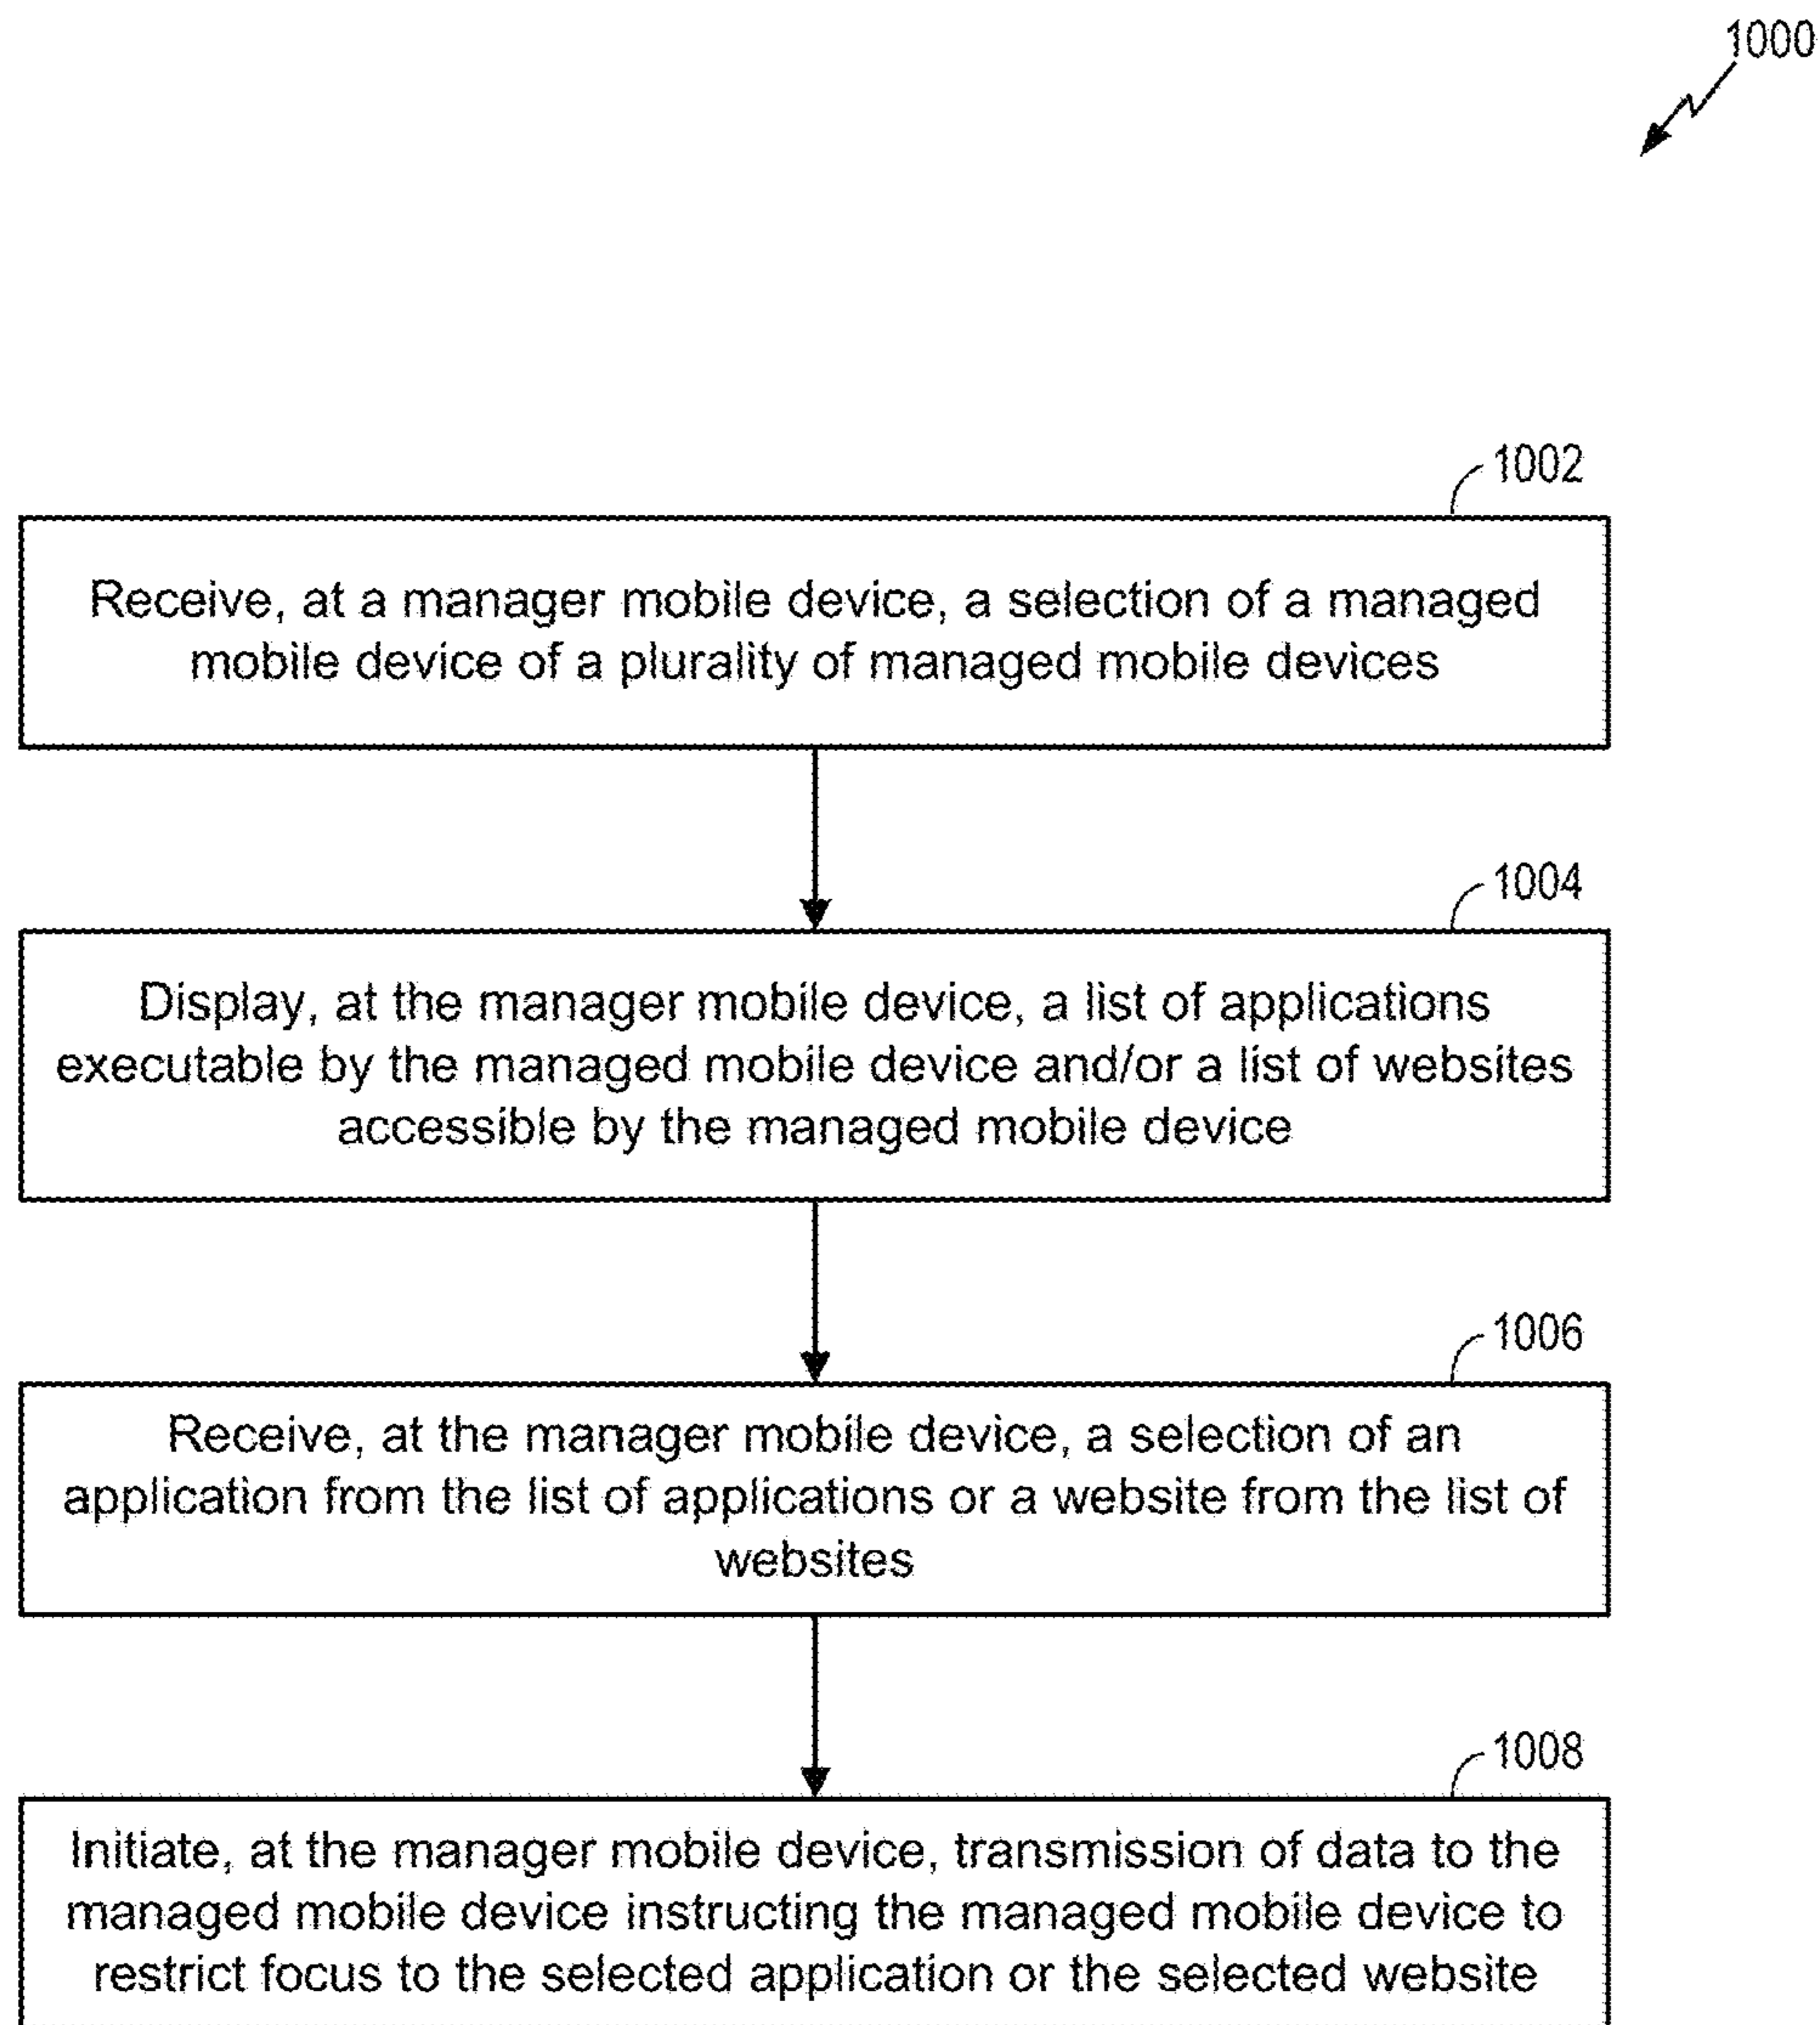 1000
1002
Receive, at a manager mobile device, a selection of a managed
mobile device of a plurality of managed mobile devices
1004
Display, at the manager mobile device, a list of applications
executable by the managed mobile device and/or a list of websites
accessible by the managed mobile device
1006
Receive, at the manager mobile device, a selection of an
application from the list of applications or a website from the list of
websites
1008
Initiate, at the manager mobile device, transmission of data to the
managed mobile device instructing the managed mobile device to
restrict focus to the selected application or the selected website